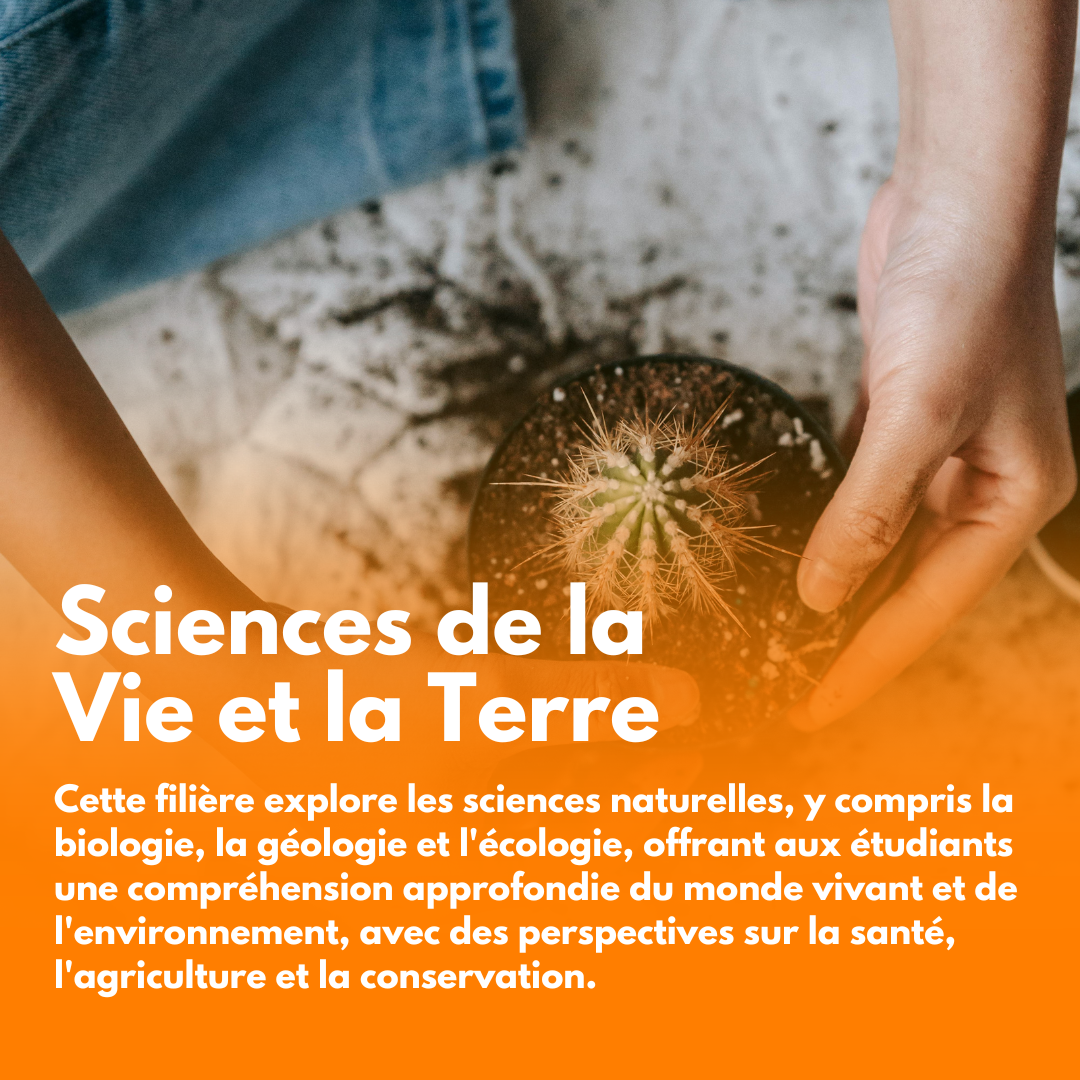 Sciences de la
Vie et la Terre
Cette filière explore les sciences naturelles, y compris la
biologie, la géologie et l'écologie, offrant aux étudiants
une compréhension approfondie du monde vivant et de
l'environnement, avec des perspectives sur la santé,
l'agriculture et la conservation.